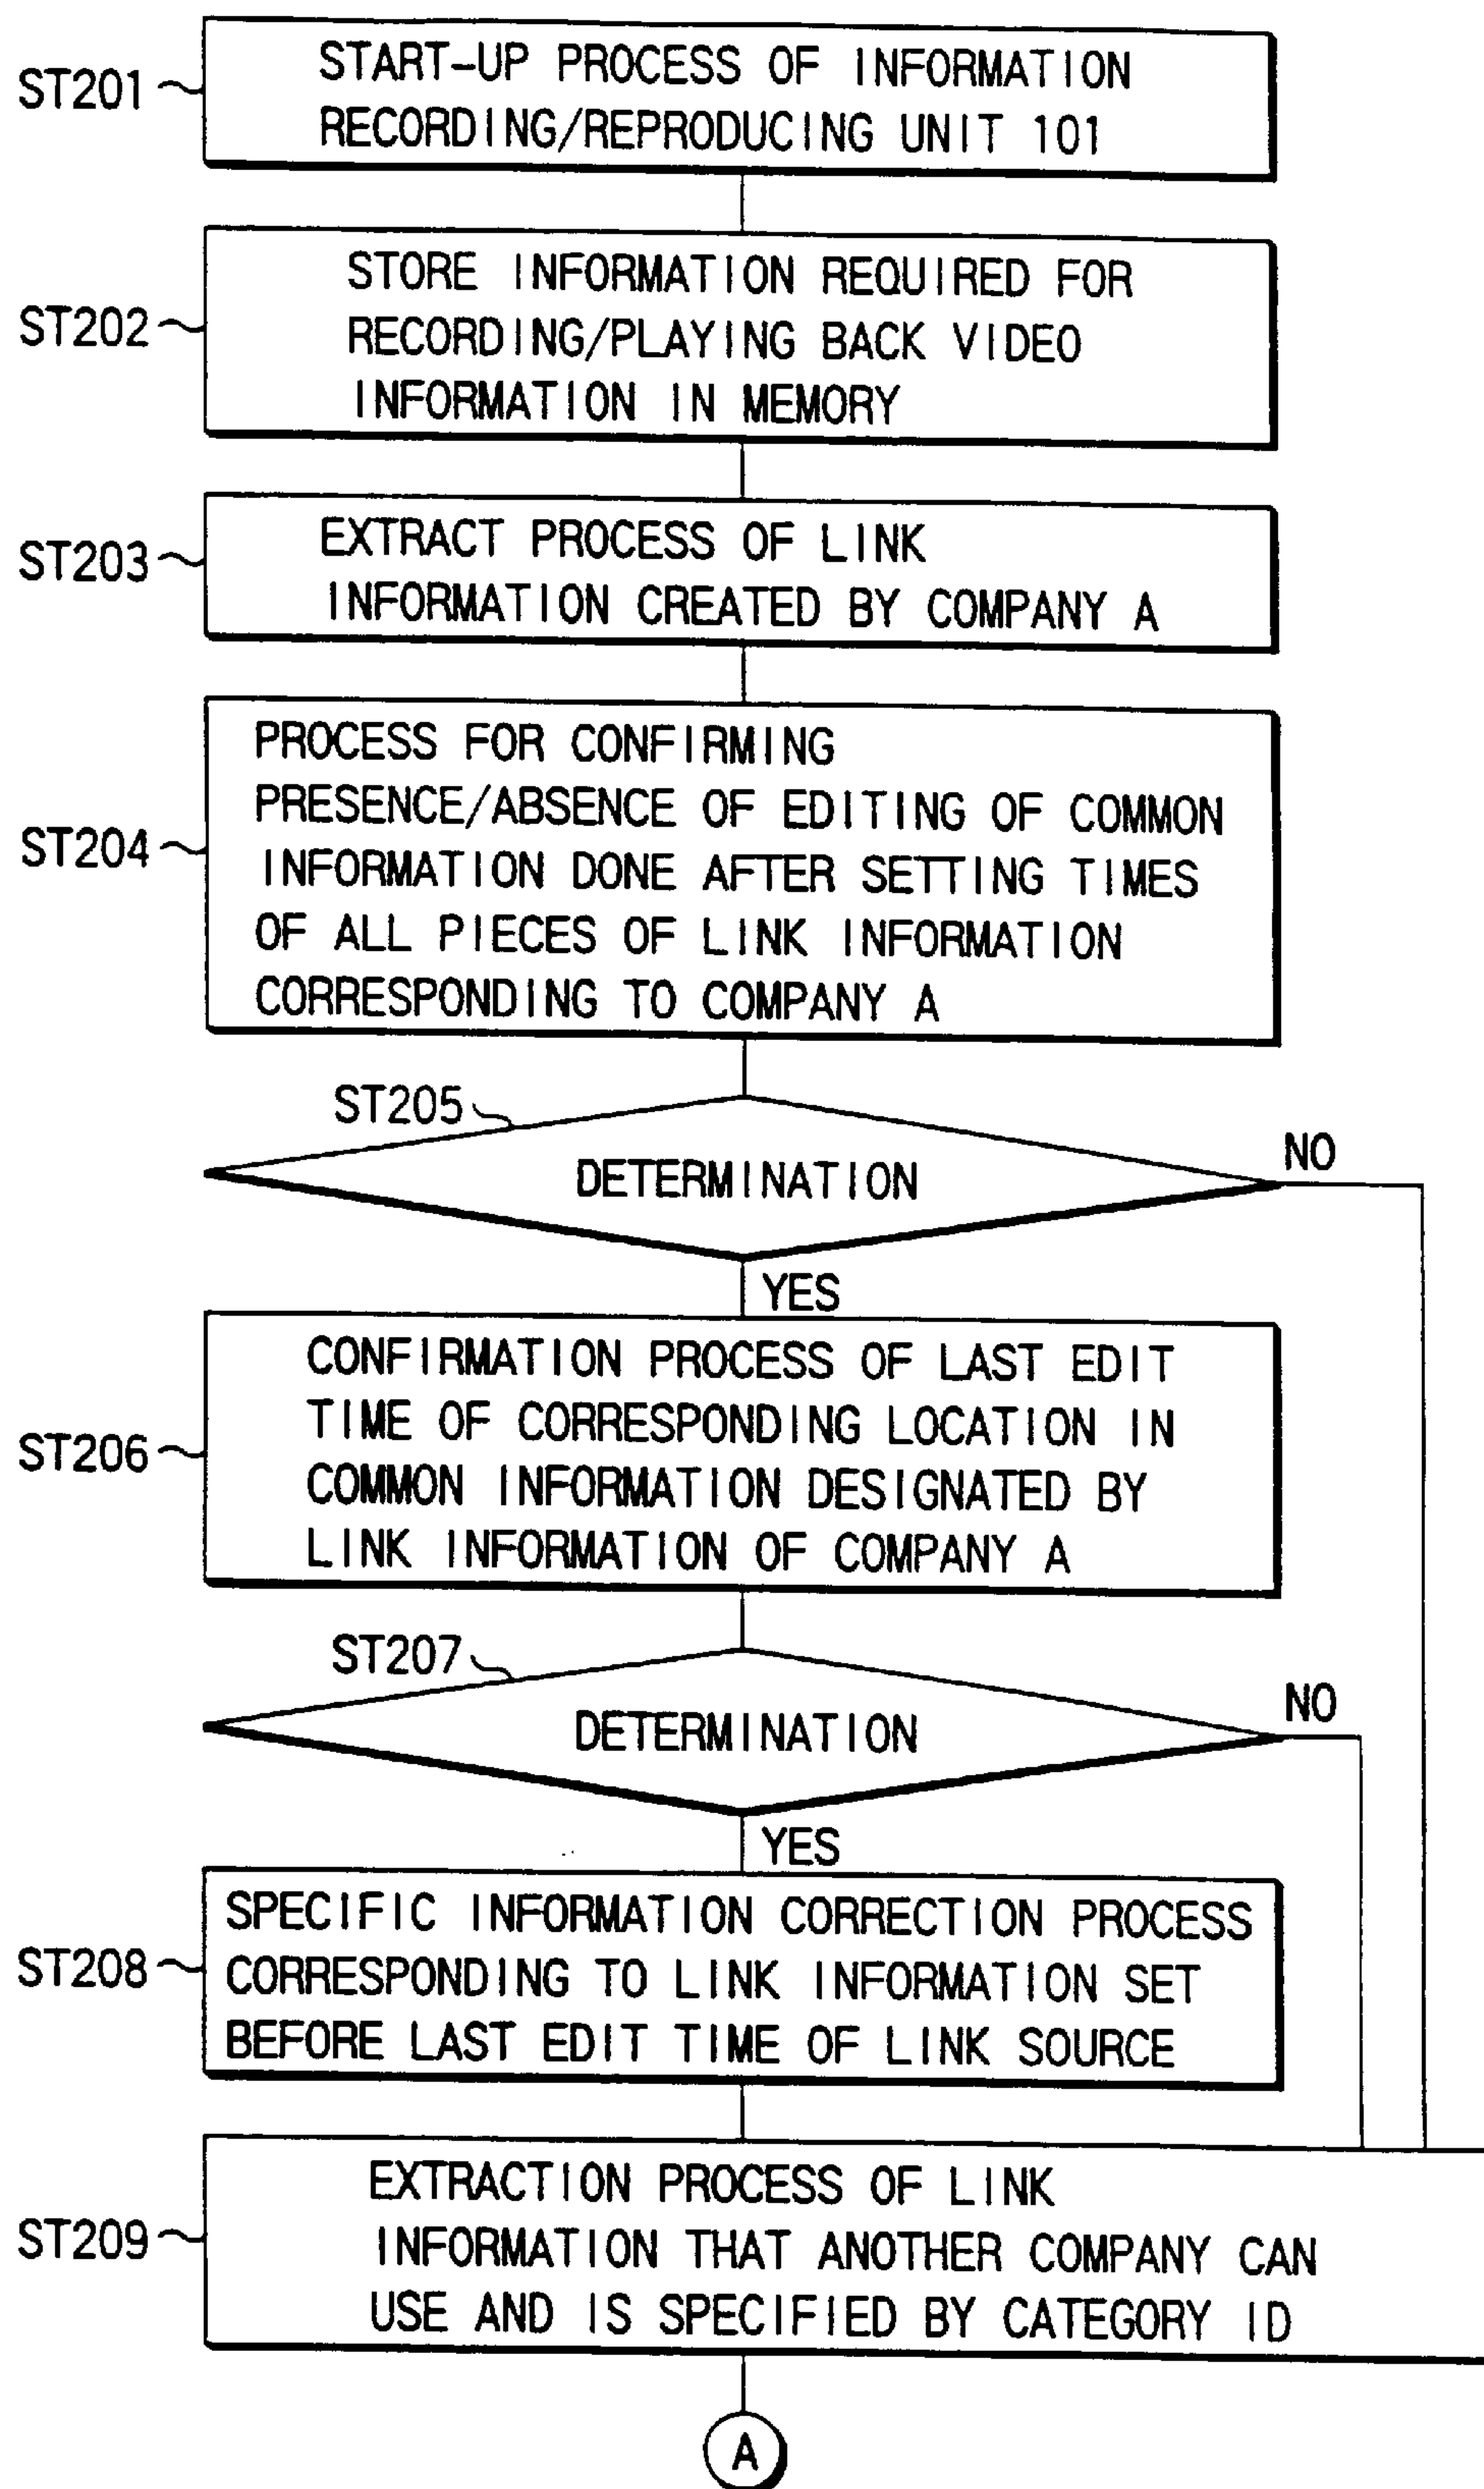 ST201
START-UP PROCESS OF INFORMATION
RECORDING/REPRODUCING UNIT 101
ST202
STORE INFORMATION REQUIRED FOR
RECORDING/PLAYING BACK VIDEO
INFORMATION IN MEMORY
ST203
EXTRACT PROCESS OF LINK
INFORMATION CREATED BY COMPANY A
ST204
PROCESS FOR CONFIRMING
PRESENCE/ABSENCE OF EDITING OF COMMON
INFORMATION DONE AFTER SETTING TIMES
OF ALL PIECES OF LINK INFORMATION
CORRESPONDING TO COMPANY A
ST205
DETERMINATION
NO
YES
ST206
CONFIRMATION PROCESS OF LAST EDIT
TIME OF CORRESPONDING LOCATION IN
COMMON INFORMATION DESIGNATED BY
LINK INFORMATION OF COMPANY A
ST207
DETERMINATION
NO
YES
ST208
SPECIFIC INFORMATION CORRECTION PROCESS
CORRESPONDING TO LINK INFORMATION SET
BEFORE LAST EDIT TIME OF LINK SOURCE
ST209
EXTRACTION PROCESS OF LINK
INFORMATION THAT ANOTHER COMPANY CAN
USE AND IS SPECIFIED BY CATEGORY ID
A